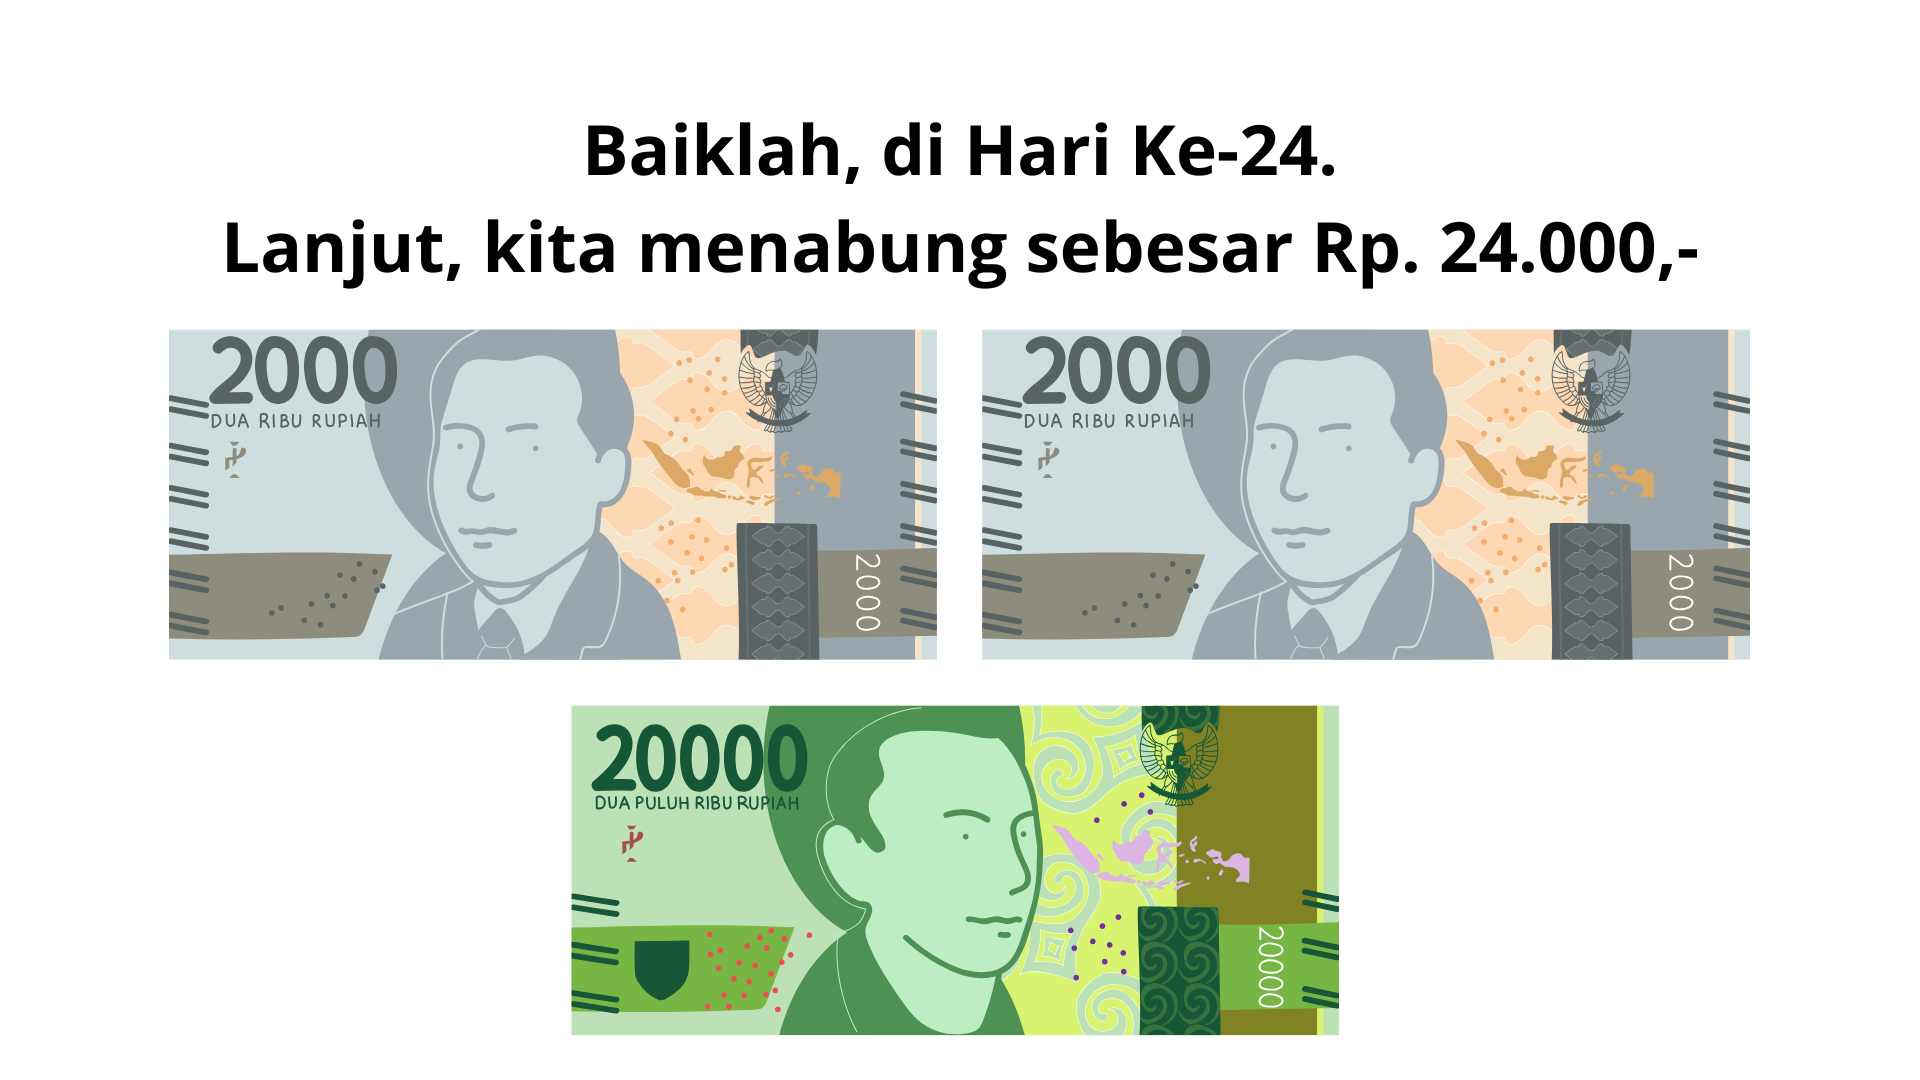 Baiklah, di Hari Ke-24.
Lanjut, kita menabung sebesar Rp. 24.000,-
2000
DUA RIBU RUPIAH
2000
2000
DUA RIBU RUPIAH
2000
20000
DUA PULUH RIBU RUPIAH
20000